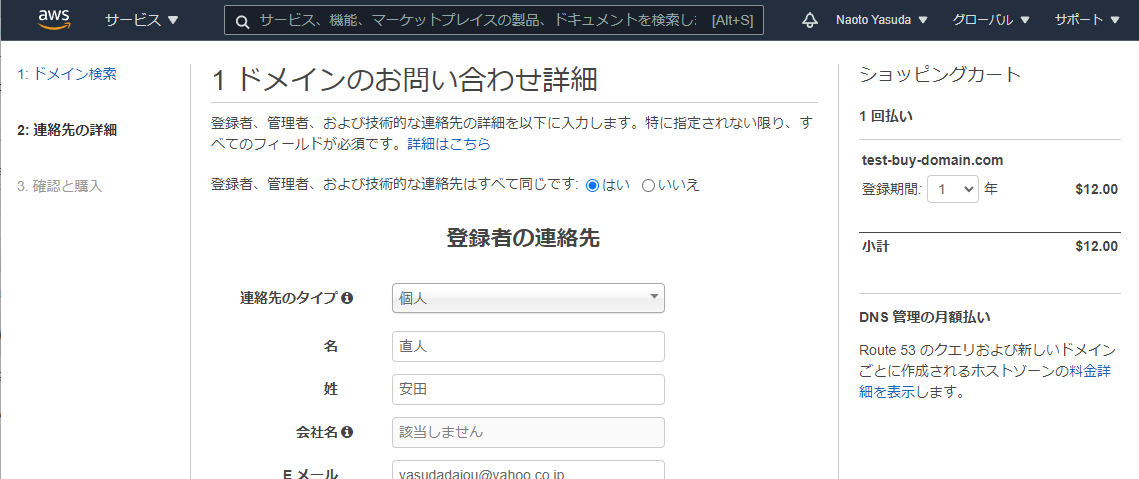 aws サービス サービス、機能、マーケットプレイスの製品、ドキュメントを検索しま [Alt+S] Naoto Yasuda グローバル サポート
1: ドメイン検索
2: 連絡先の詳細
3. 確認と購入
1 ドメインのお問い合わせ詳細
登録者、管理者、および技術的な連絡先の詳細を以下に入力します。特に指定されない限り、す
べてのフィールドが必須です。詳細はこちら
登録者、管理者、および技術的な連絡先はすべて同じです: はい いいえ
登録者の連絡先
連絡先のタイプ 個人
名 直人
姓 安田
会社名 該当しません
E メール yasudadaiou@yahoo.co.jp
ショッピングカート
1 回払い
test-buy-domain.com
登録期間: 1 年 $12.00
小計 $12.00
DNS 管理の月額払い
Route 53 のクエリおよび新しいドメイン
ごとに作成されるホストゾーンの料金詳
細を表示します。